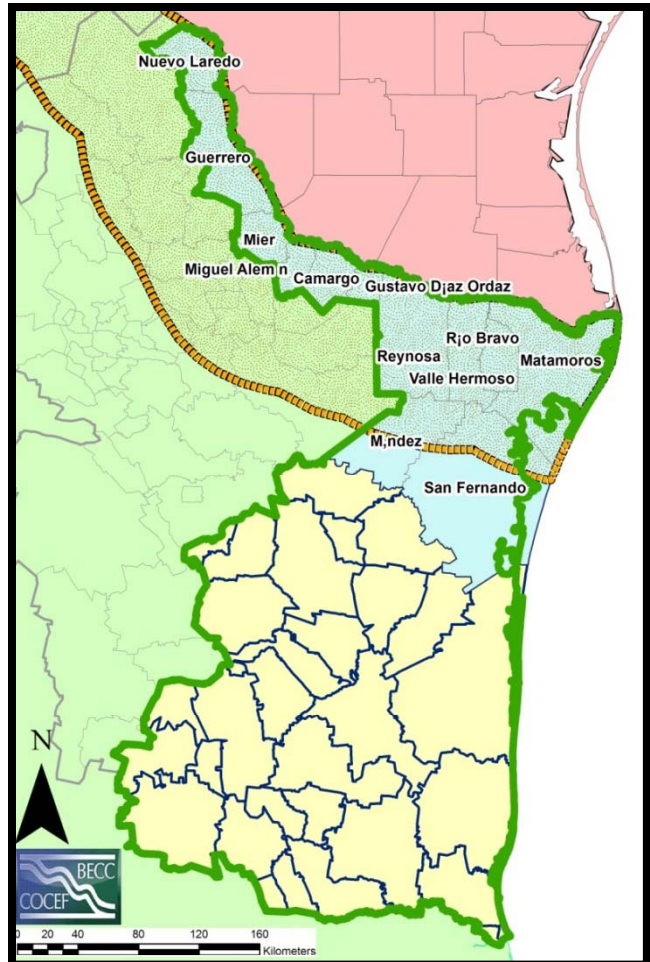 Nuevo Laredo
Guerrero
Mier
Miguel Alem n
Camargo
Gustavo D¡az Ordaz
R¡o Bravo
Reynosa
Matamoros
Valle Hermoso
M‚ndez
San Fernando
N
BECC
COCEF
0 20 40 80 120 160
Kilometers